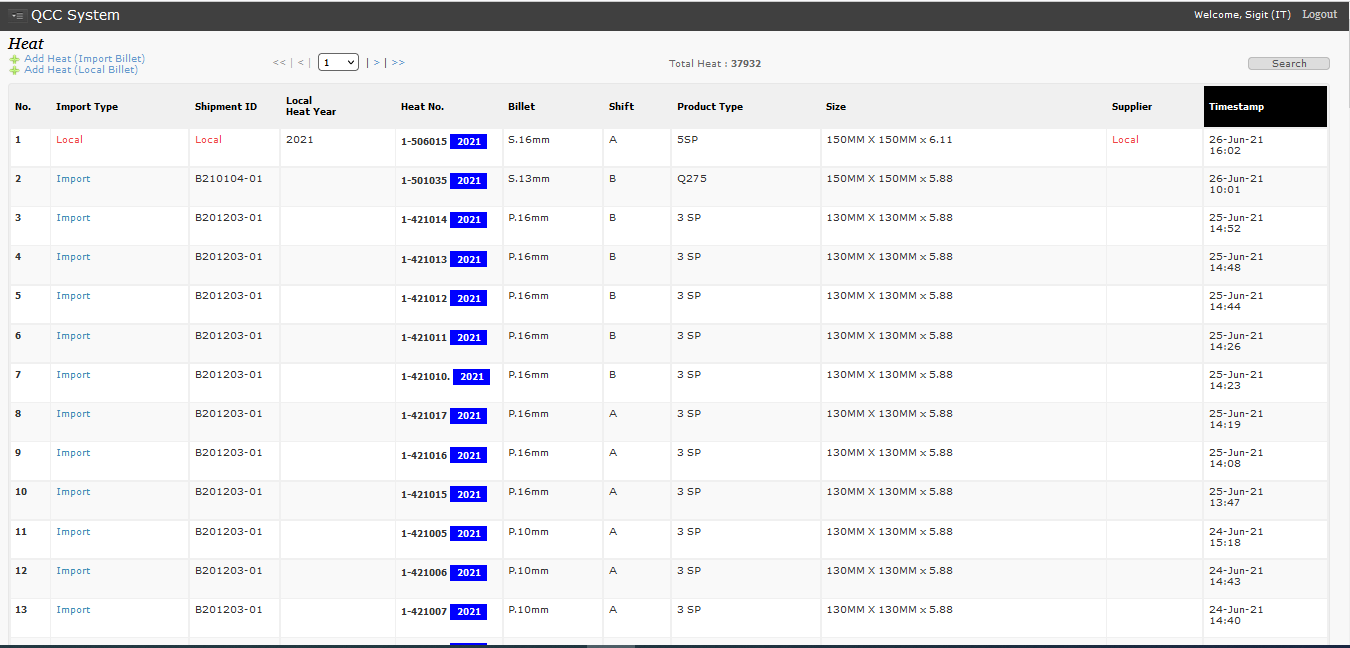 QCC System
Welcome, Sigit (IT) Logout
Heat
Add Heat (Import Billet)
Add Heat (Local Billet)
<< | < | 1 | > | >>
Total Heat : 37932
Search
No. Import Type Shipment ID Local Heat Year Heat No. Billet Shift Product Type Size Supplier Timestamp
1 Local Local 2021 1-506015 2021 S.16mm A 5SP 150MM X 150MM x 6.11 Local 26-Jun-21 16:02
2 Import B210104-01 1-501035 2021 S.13mm B Q275 150MM X 150MM x 5.88 26-Jun-21 10:01
3 Import B201203-01 1-421014 2021 P.16mm B 3 SP 130MM X 130MM x 5.88 25-Jun-21 14:52
4 Import B201203-01 1-421013 2021 P.16mm B 3 SP 130MM X 130MM x 5.88 25-Jun-21 14:48
5 Import B201203-01 1-421012 2021 P.16mm B 3 SP 130MM X 130MM x 5.88 25-Jun-21 14:44
6 Import B201203-01 1-421011 2021 P.16mm B 3 SP 130MM X 130MM x 5.88 25-Jun-21 14:26
7 Import B201203-01 1-421010. 2021 P.16mm B 3 SP 130MM X 130MM x 5.88 25-Jun-21 14:23
8 Import B201203-01 1-421017 2021 P.16mm A 3 SP 130MM X 130MM x 5.88 25-Jun-21 14:19
9 Import B201203-01 1-421016 2021 P.16mm A 3 SP 130MM X 130MM x 5.88 25-Jun-21 14:08
10 Import B201203-01 1-421015 2021 P.16mm A 3 SP 130MM X 130MM x 5.88 25-Jun-21 13:47
11 Import B201203-01 1-421005 2021 P.10mm A 3 SP 130MM X 130MM x 5.88 24-Jun-21 15:18
12 Import B201203-01 1-421006 2021 P.10mm A 3 SP 130MM X 130MM x 5.88 24-Jun-21 14:43
13 Import B201203-01 1-421007 2021 P.10mm A 3 SP 130MM X 130MM x 5.88 24-Jun-21 14:40